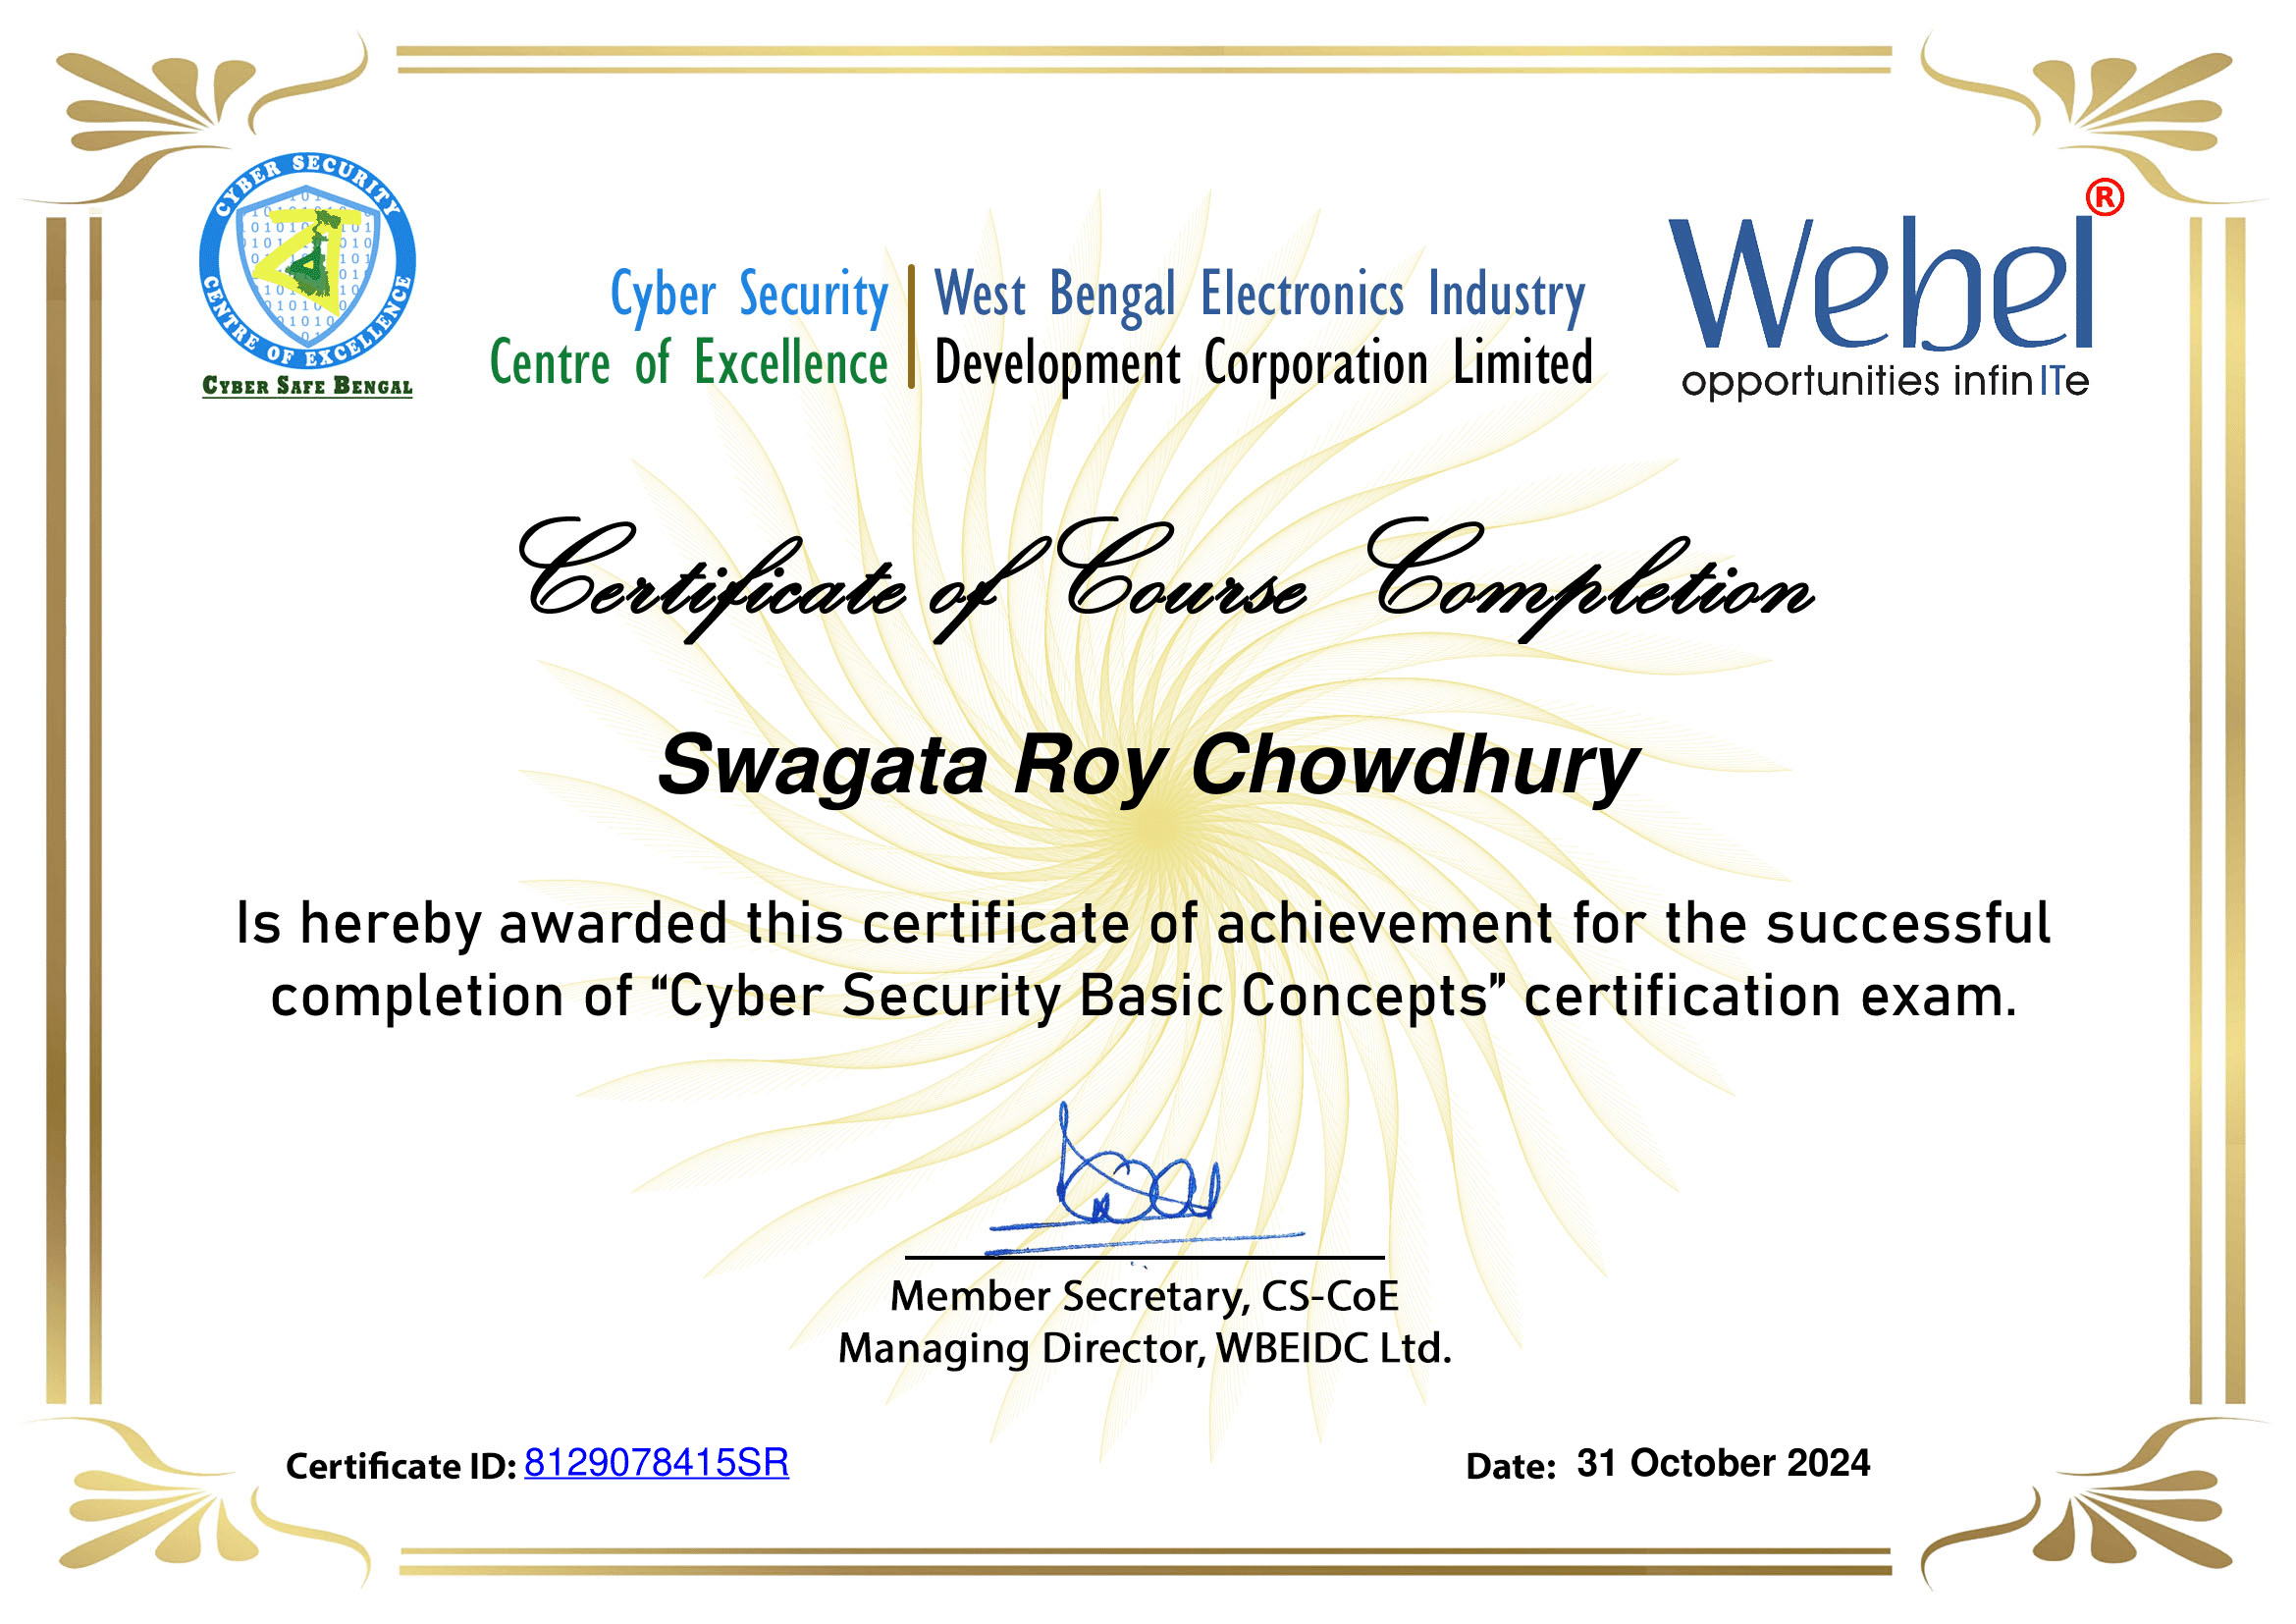 CYBER SECURITY
CENTRE OF EXCELLENCE
CYBER SAFE BENGAL
Cyber Security
Centre of Excellence
West Bengal Electronics Industry
Development Corporation Limited
Webel®
opportunities infinITe
Certificate of Course Completion
Swagata Roy Chowdhury
Is hereby awarded this certificate of achievement for the successful
completion of “Cyber Security Basic Concepts” certification exam.
Member Secretary, CS-CoE
Managing Director, WBEIDC Ltd.
Certificate ID: 8129078415SR
Date: 31 October 2024